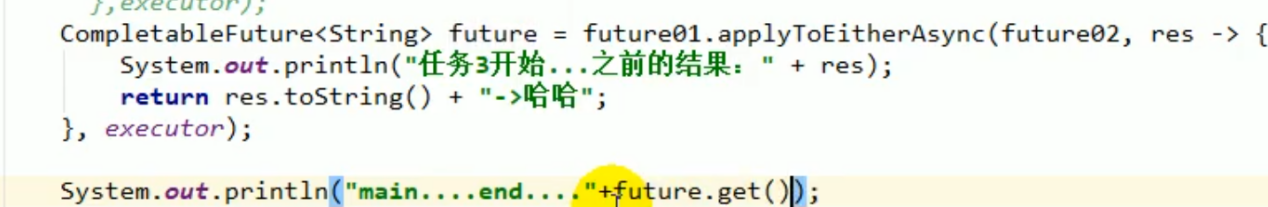 },executor);
CompletableFuture<String> future = future01.applyToEitherAsync(future02, res -> {
System.out.println("任务3开始...之前的结果：" + res);
return res.toString() + "->哈哈";
}, executor);
System.out.println("main....end...."+future.get());